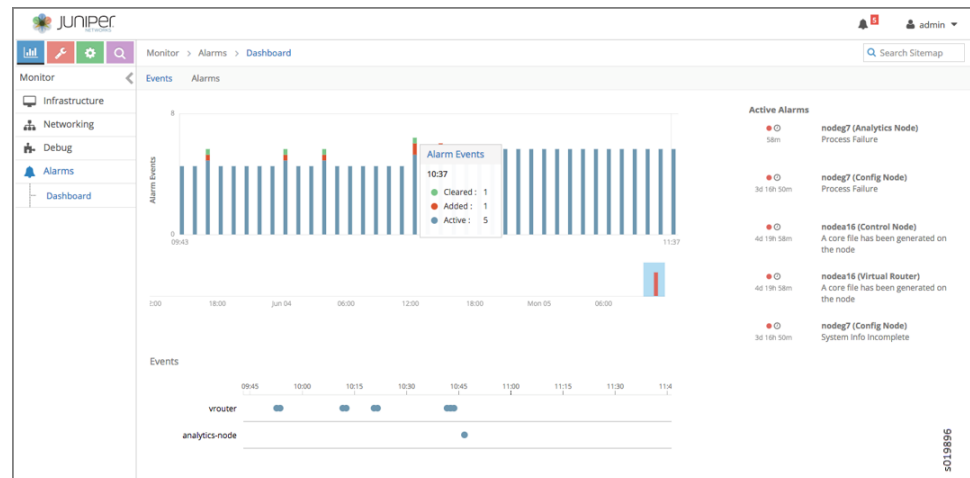 JUNIPER
NETWORKS
5
admin
Monitor > Alarms > Dashboard
Search Sitemap
Monitor
Events Alarms
Infrastructure
Networking
Debug
Alarms
Dashboard
8
Alarm Events
0
09:43
11:37
Alarm Events
10:37
Cleared : 1
Added : 1
Active : 5
18:00 Jun 04 06:00 12:00 18:00 Mon 05 06:00
Active Alarms
nodeg7 (Analytics Node)
58m Process Failure
nodeg7 (Config Node)
3d 16h 50m Process Failure
nodea16 (Control Node)
4d 19h 58m A core file has been generated on
the node
nodea16 (Virtual Router)
4d 19h 58m A core file has been generated on
the node
nodeg7 (Config Node)
3d 16h 50m System Info Incomplete
Events
09:45 10:00 10:15 10:30 10:45 11:00 11:15 11:30 11:4
vrouter
analytics-node
s019896